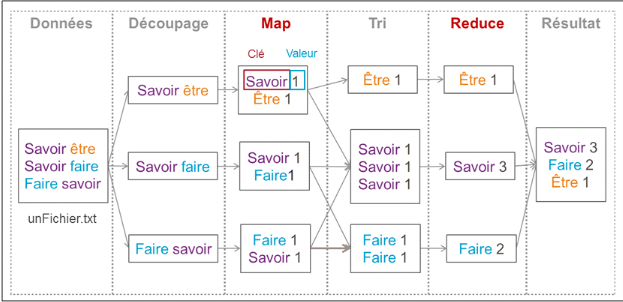 Données
Découpage
Map
Tri
Reduce
Résultat
Clé
Valeur
Savoir être
Savoir faire
Faire savoir
unFichier.txt
Savoir être
Savoir faire
Faire savoir
Savoir 1
Être 1
Savoir 1
Faire1
Faire 1
Savoir 1
Être 1
Savoir 1
Savoir 1
Savoir 1
Faire 1
Faire 1
Être 1
Savoir 3
Faire 2
Savoir 3
Faire 2
Être 1